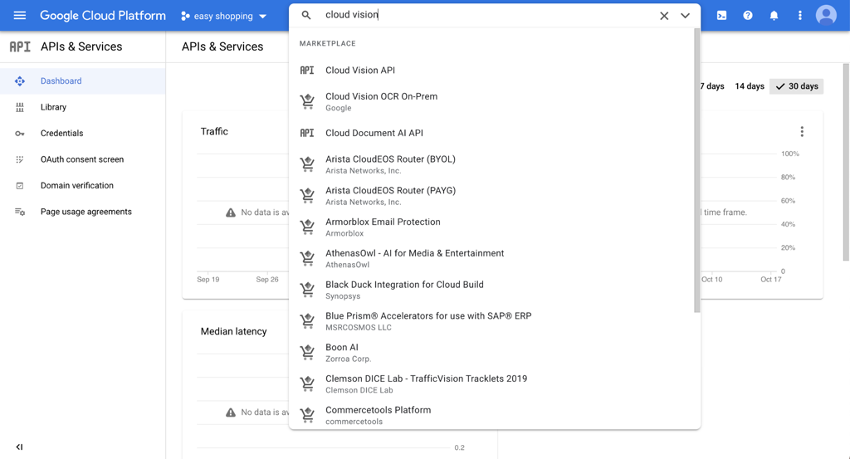 Google Cloud Platform
easy shopping
cloud vision
API APIs & Services
APIs & Services
Dashboard
Library
Credentials
OAuth consent screen
Domain verification
Page usage agreements
MARKETPLACE
API Cloud Vision API
Cloud Vision OCR On-Prem
Google
API Cloud Document AI API
Arista CloudEOS Router (BYOL)
Arista Networks, Inc.
Arista CloudEOS Router (PAYG)
Arista Networks, Inc.
Armorblox Email Protection
Armorblox
AthenasOwl - AI for Media & Entertainment
AthenasOwl
Black Duck Integration for Cloud Build
Synopsys
Blue Prism® Accelerators for use with SAP® ERP
MSRCOSMOS LLC
Boon AI
Zorroa Corp.
Clemson DICE Lab - TrafficVision Tracklets 2019
Clemson DICE Lab
Commercetools Platform
commercetools
7 days 14 days 30 days
Traffic
100%
80%
60%
No data is av
l time frame.
40%
20%
0
Sep 19 Sep 26 Oct 10 Oct 17
Median latency
No data is av
0.2